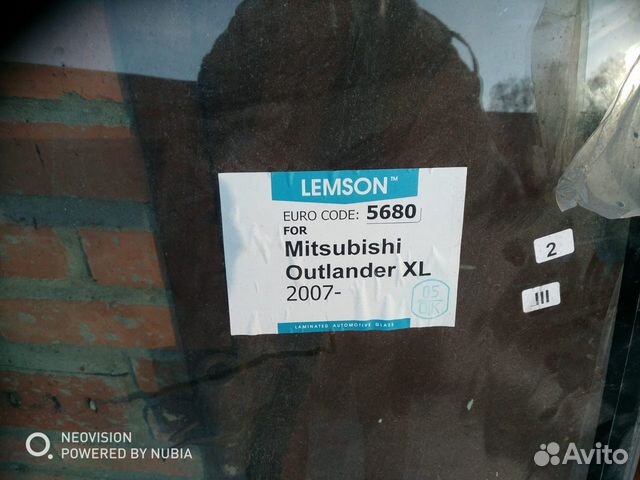 LEMSON™
EURO CODE: 5680
FOR
Mitsubishi
Outlander XL
2007-
LAMINATED AUTOMOTIVE GLASS
2
III
NEOVISION
POWERED BY NUBIA
Avito